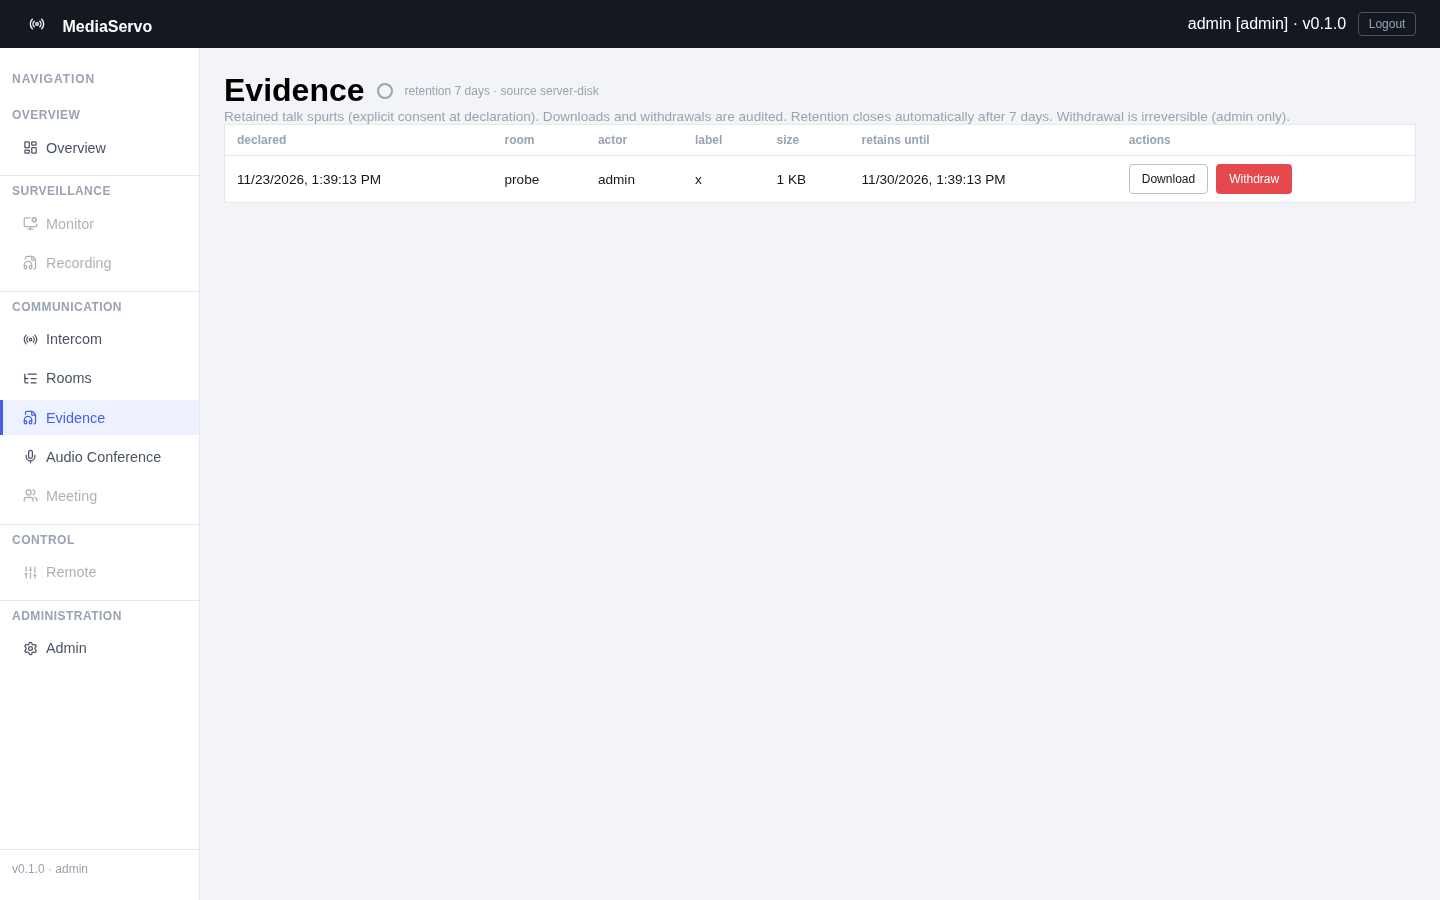 MediaServo
admin [admin] · v0.1.0
Logout
NAVIGATION
OVERVIEW
Overview
SURVEILLANCE
Monitor
Recording
COMMUNICATION
Intercom
Rooms
Evidence
Audio Conference
Meeting
CONTROL
Remote
ADMINISTRATION
Admin
v0.1.0 · admin
Evidence retention 7 days · source server-disk
Retained talk spurts (explicit consent at declaration). Downloads and withdrawals are audited. Retention closes automatically after 7 days. Withdrawal is irreversible (admin only).
declared room actor label size retains until actions
11/23/2026, 1:39:13 PM probe admin x 1 KB 11/30/2026, 1:39:13 PM Download Withdraw